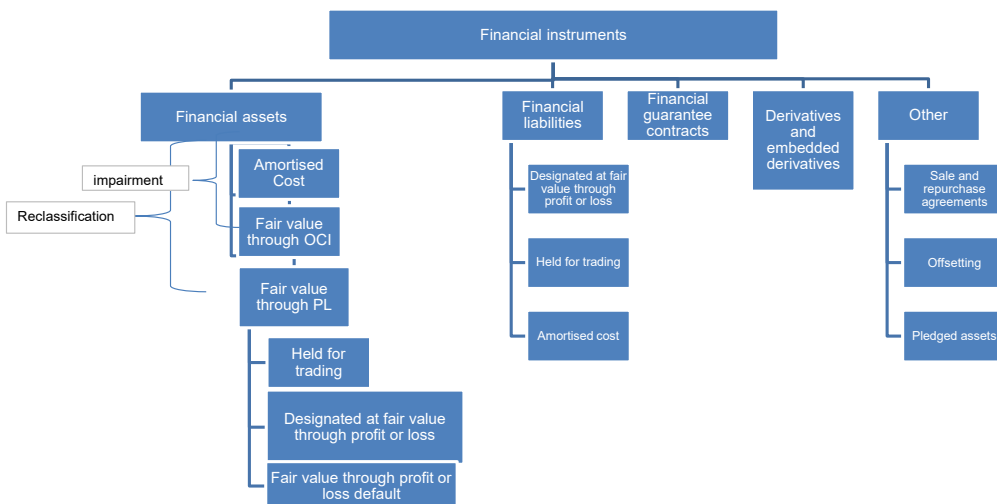 Financial instruments
Financial assets
Financial
liabilities
Financial
guarantee
contracts
Derivatives
and
embedded
derivatives
Other
impairment
Reclassification
Amortised
Cost
Fair value
through OCI
Fair value
through PL
Held for
trading
Designated at fair value
through profit or loss
Fair value through profit or
loss default
Designated at fair
value through
profit or loss
Held for trading
Amortised cost
Sale and
repurchase
agreements
Offsetting
Pledged assets